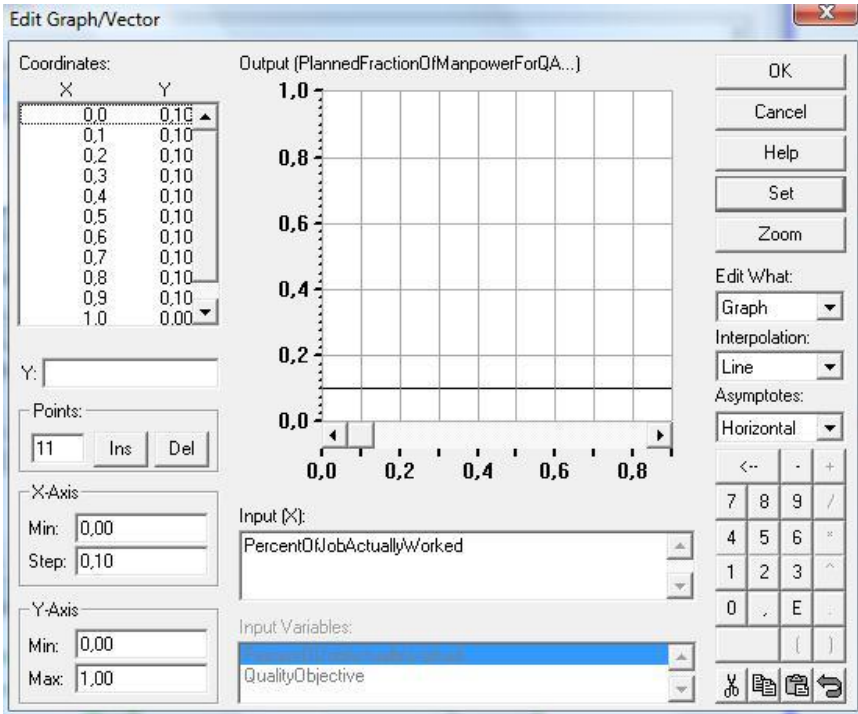 Edit Graph/Vector
x
Coordinates:
X Y
0,0 0,10
0,1 0,10
0,2 0,10
0,3 0,10
0,4 0,10
0,5 0,10
0,6 0,10
0,7 0,10
0,8 0,10
0,9 0,10
1,0 0,00
Y:
Points:
11 Ins Del
X-Axis
Min: 0,00
Step: 0,10
Y-Axis
Min: 0,00
Max: 1,00
Output (PlannedFractionOfManpowerForQA...)
1,0
0,8
0,6
0,4
0,2
0,0
0,0 0,2 0,4 0,6 0,8
Input (X):
PercentOfJobActuallyWorked
Input Variables:
QualityObjective
OK
Cancel
Help
Set
Zoom
Edit What:
Graph
Interpolation:
Line
Asymptotes:
Horizontal
<-- - +
7 8 9 /
4 5 6 *
1 2 3 ^
0 , E .
( )